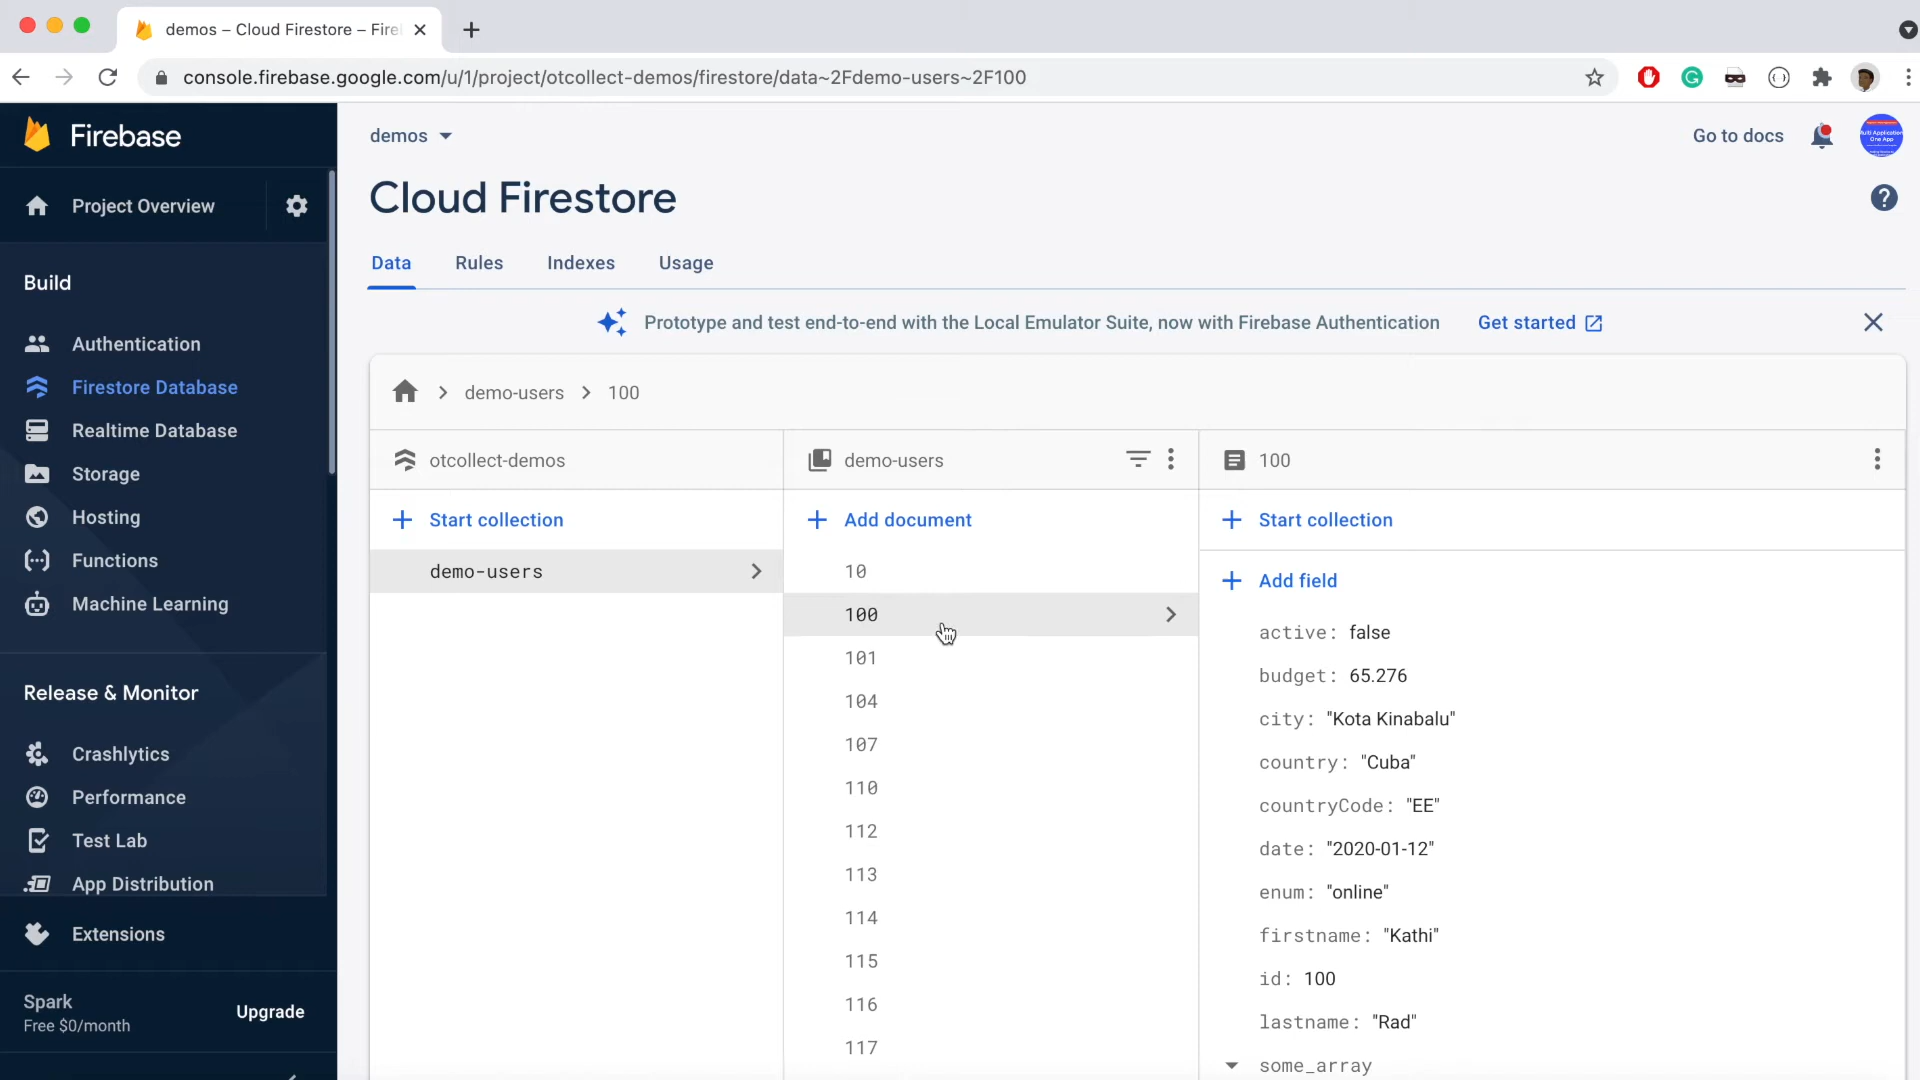 demos – Cloud Firestore – Fire
console.firebase.google.com/u/1/project/otcollect-demos/firestore/data~2Fdemo-users~2F100
Firebase
Project Overview
Build
Authentication
Firestore Database
Realtime Database
Storage
Hosting
Functions
Machine Learning
Release & Monitor
Crashlytics
Performance
Test Lab
App Distribution
Extensions
Spark
Free $0/month
Upgrade
demos
Go to docs
Cloud Firestore
Data Rules Indexes Usage
Prototype and test end-to-end with the Local Emulator Suite, now with Firebase Authentication Get started
demo-users 100
otcollect-demos
Start collection
demo-users
demo-users
Add document
10
100
101
104
107
110
112
113
114
115
116
117
100
Start collection
Add field
active: false
budget: 65.276
city: "Kota Kinabalu"
country: "Cuba"
countryCode: "EE"
date: "2020-01-12"
enum: "online"
firstname: "Kathi"
id: 100
lastname: "Rad"
some_array